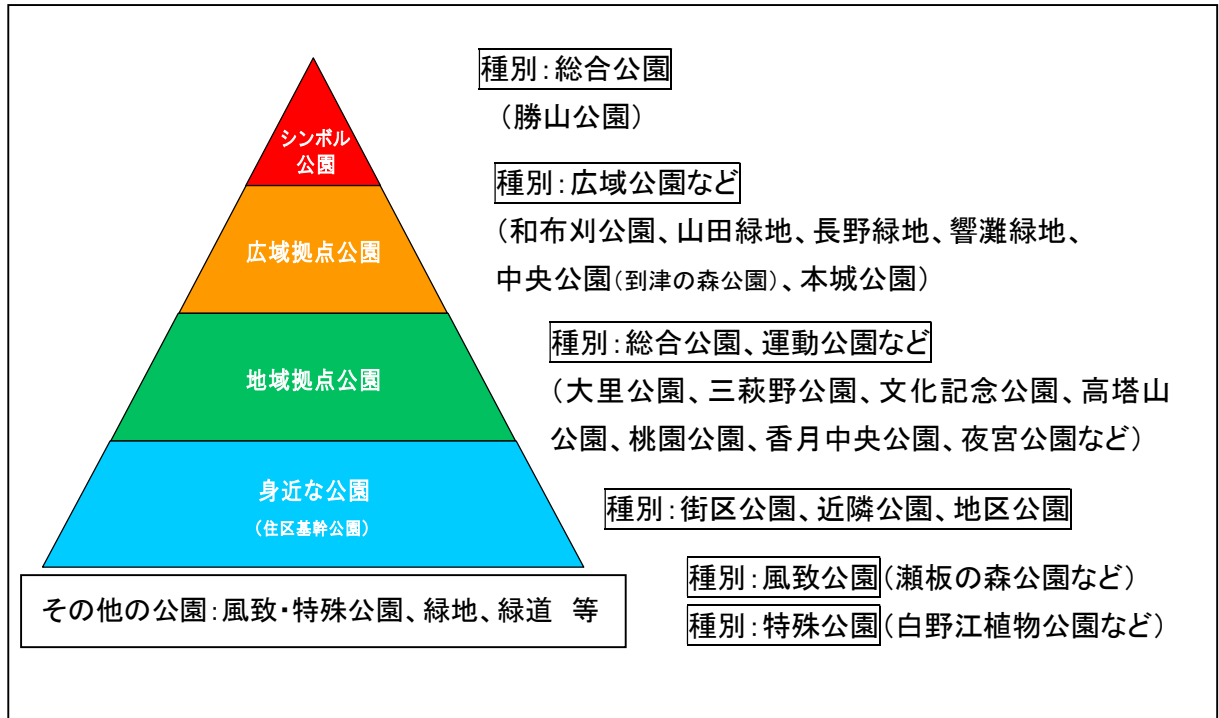 種別：総合公園
（勝山公園）
シンボル
公園
種別：広域公園など
（和布刈公園、山田緑地、長野緑地、響灘緑地、
中央公園（到津の森公園）、本城公園）
広域拠点公園
種別：総合公園、運動公園など
（大里公園、三萩野公園、文化記念公園、高塔山
公園、桃園公園、香月中央公園、夜宮公園など）
地域拠点公園
身近な公園
（住区基幹公園）
種別：街区公園、近隣公園、地区公園
その他の公園：風致・特殊公園、緑地、緑道　等
種別：風致公園（瀬板の森公園など）
種別：特殊公園（白野江植物公園など）